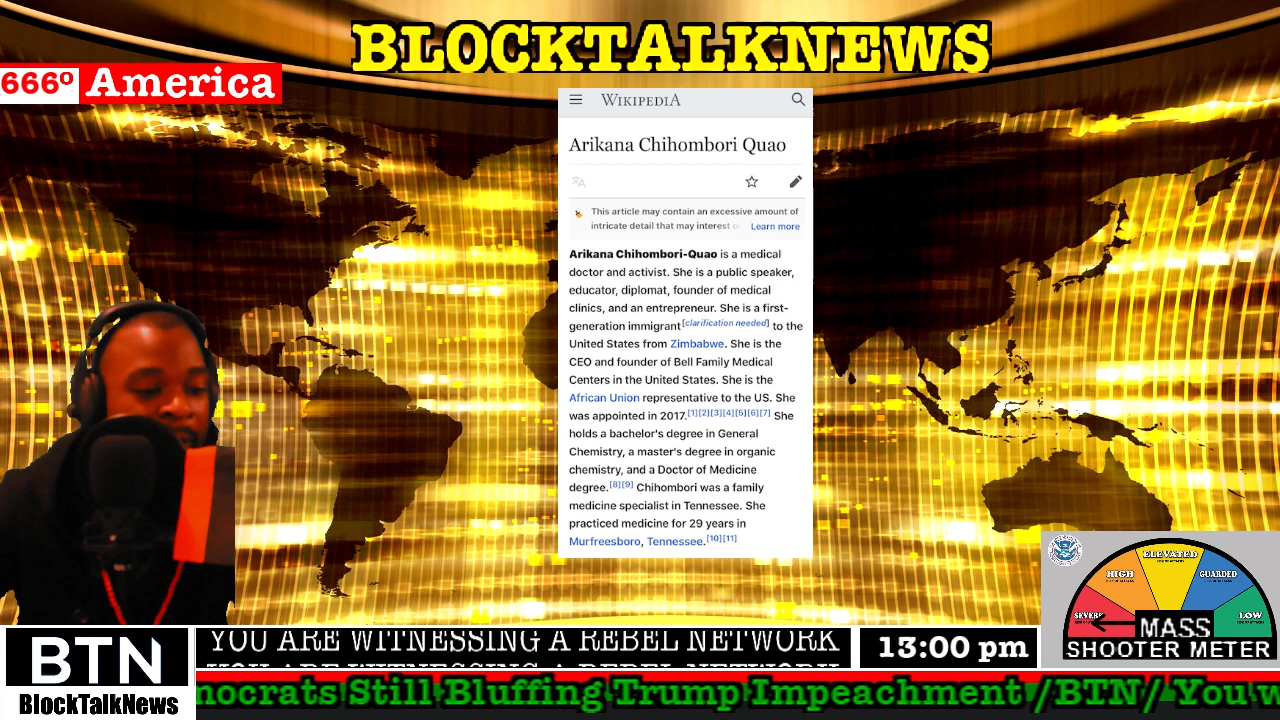 BLOCKTALKNEWS
666º America
WIKIPEDIA
Arikana Chihombori Quao
This article may contain an excessive amount of
intricate detail that may interest
Learn more
Arikana Chihombori-Quao is a medical
doctor and activist. She is a public speaker,
educator, diplomat, founder of medical
clinics, and an entrepreneur. She is a first-
generation immigrant[clarification needed] to the
United States from Zimbabwe. She is the
CEO and founder of Bell Family Medical
Centers in the United States. She is the
African Union representative to the US. She
was appointed in 2017.[1][2][3][4][5][6][7] She
holds a bachelor's degree in General
Chemistry, a master's degree in organic
chemistry, and a Doctor of Medicine
degree.[8][9] Chihombori was a family
medicine specialist in Tennessee. She
practiced medicine for 29 years in
Murfreesboro, Tennessee.[10][11]
ELEVATED
HIGH
GUARDED
SEVERE
LOW
MASS
SHOOTER METER
BTN
BlockTalkNews
YOU ARE WITNESSING A REBEL NETWORK
YOU ARE WITNESSING A REBEL NETWORK
13:00 pm
mocrats Still Bluffing Trump Impeachment /BTN/ You w